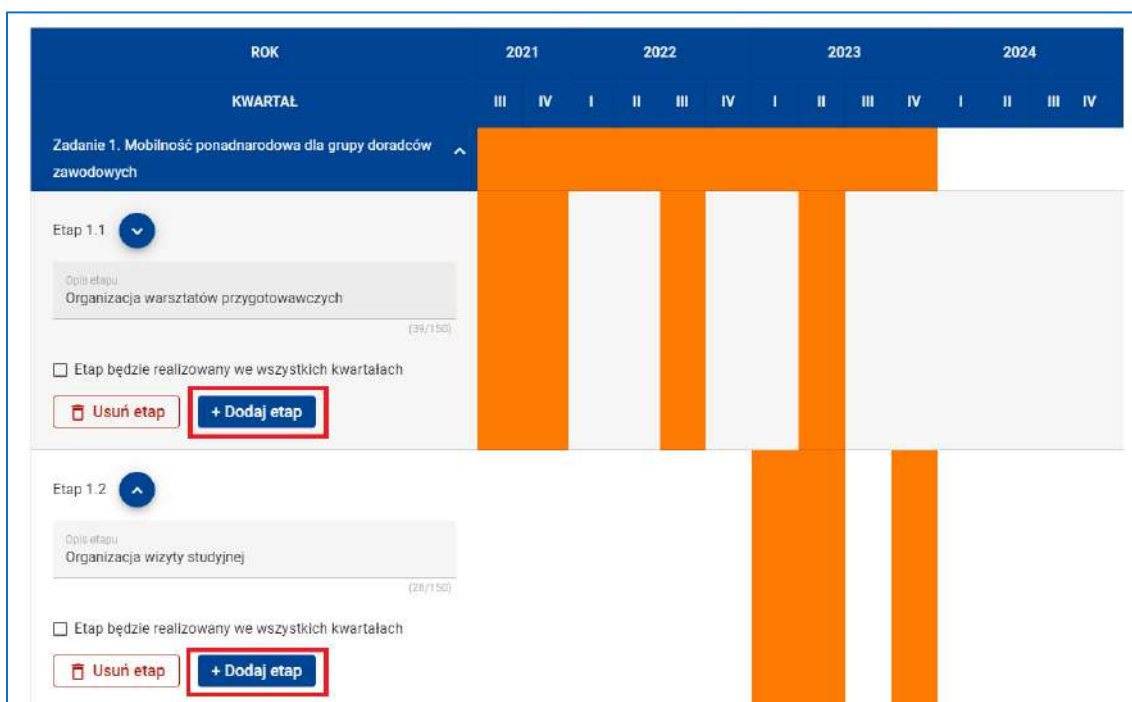 ROK 2021 2022 2023 2024
KWARTAŁ III IV I II III IV I II III IV I II III IV
Zadanie 1. Mobilność ponadnarodowa dla grupy doradców
zawodowych
Etap 1.1
Opis etapu
Organizacja warsztatów przygotowawczych
(39/150)
Etap będzie realizowany we wszystkich kwartałach
Usuń etap + Dodaj etap
Etap 1.2
Opis etapu
Organizacja wizyty studyjnej
(28/150)
Etap będzie realizowany we wszystkich kwartałach
Usuń etap + Dodaj etap